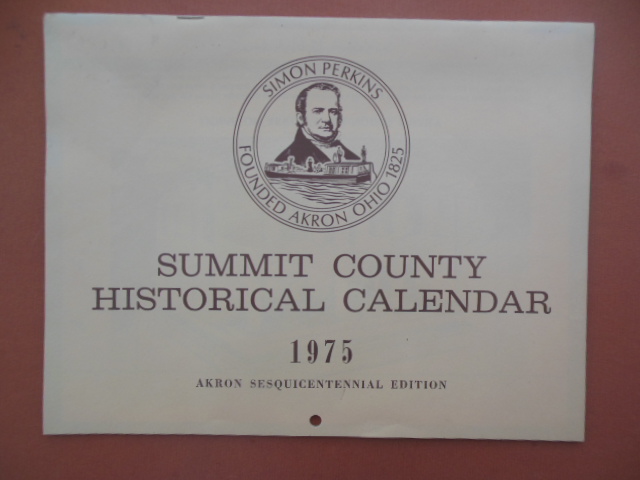 SIMON PERKINS
FOUNDED AKRON OHIO 1825
SUMMIT COUNTY
HISTORICAL CALENDAR
1975
AKRON SESQUICENTENNIAL EDITION